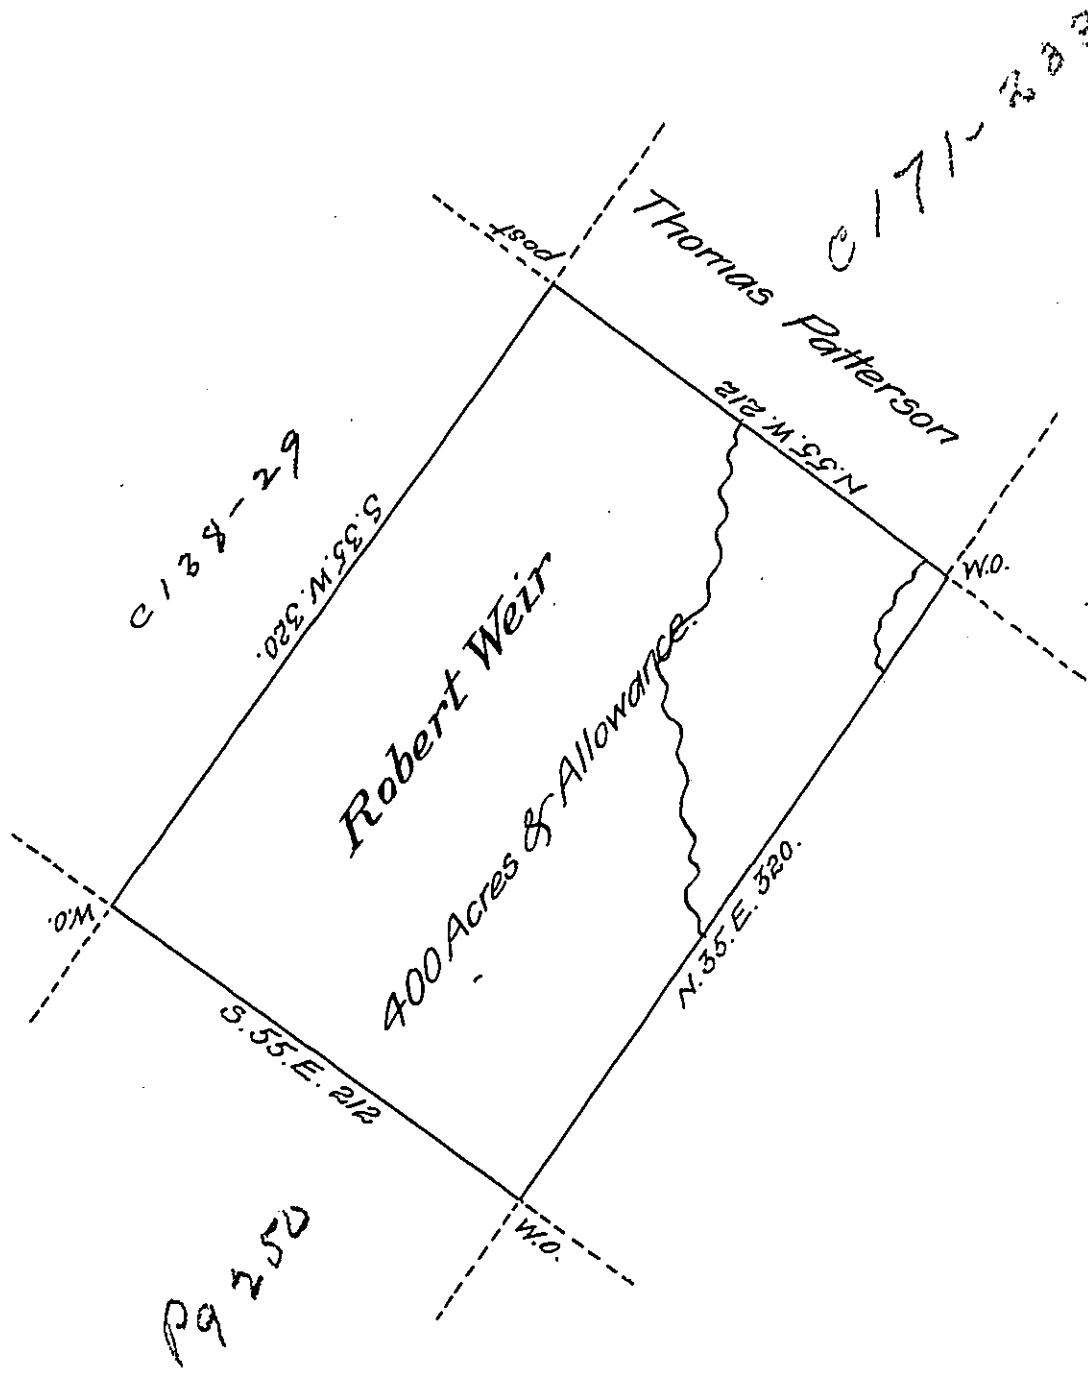 C171-
post
Thomas Patterson
N.55.W.212
C138-29
S.35.W.320.
Robert Weir
400 Acres & Allowance.
W.O.
W.O.
N.35.E.320.
S.55.E.212
W.O.
pg 250